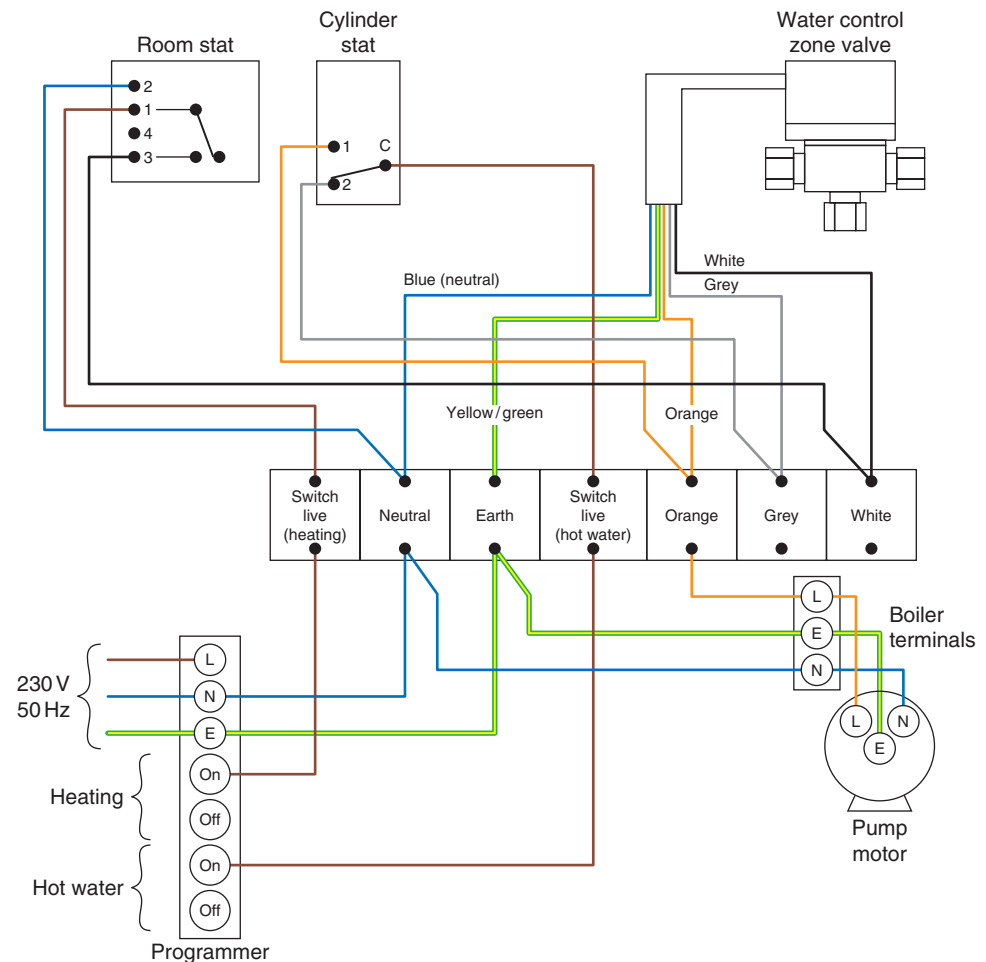 Cylinder
stat
Water control
zone valve
Room stat
2
1
4
3
1
C
2
White
Blue (neutral)
Grey
Yellow/green
Orange
Switch
live
(heating)
Neutral
Earth
Switch
live
(hot water)
Orange
Grey
White
L
E
N
Boiler
terminals
230 V
50 Hz
L
N
E
Heating
On
Off
Hot water
On
Off
Programmer
L
N
E
Pump
motor